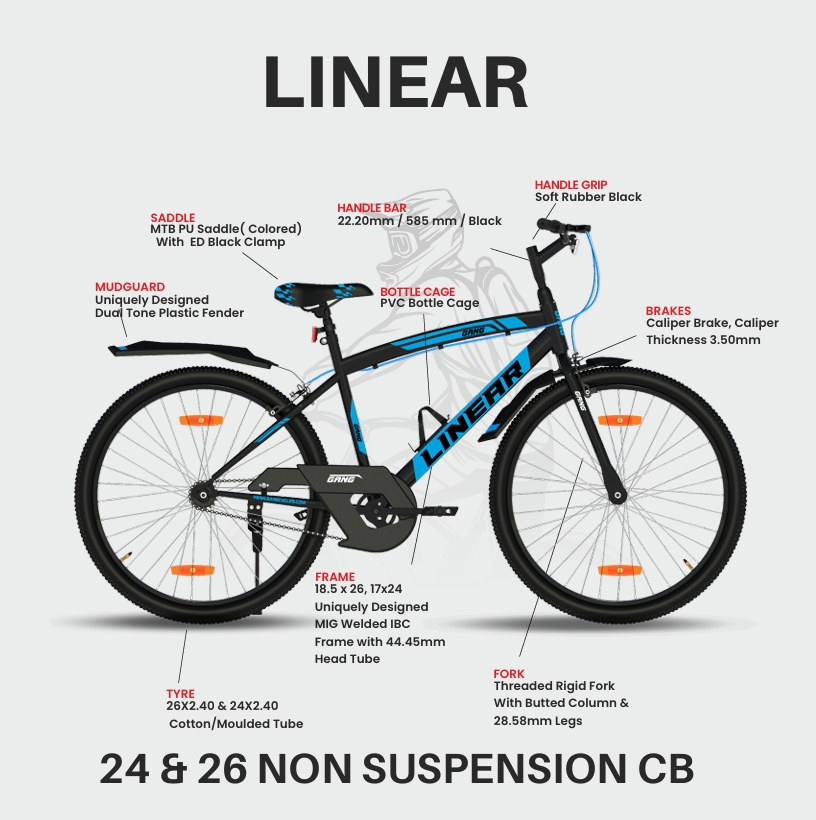 LINEAR
HANDLE GRIP
Soft Rubber Black
HANDLE BAR
22.20mm / 585 mm / Black
SADDLE
MTB PU Saddle( Colored)
With ED Black Clamp
MUDGUARD
Uniquely Designed
Dual Tone Plastic Fender
BOTTLE CAGE
PVC Bottle Cage
BRAKES
Caliper Brake, Caliper
Thickness 3.50mm
GANG
LINEAR
GANG
GANG
GANG
WWW.GANGCYCLES.COM
FRAME
18.5 x 26, 17x24
Uniquely Designed
MIG Welded IBC
Frame with 44.45mm
Head Tube
FORK
Threaded Rigid Fork
With Butted Column &
28.58mm Legs
TYRE
26X2.40 & 24X2.40
Cotton/Moulded Tube
24 & 26 NON SUSPENSION CB